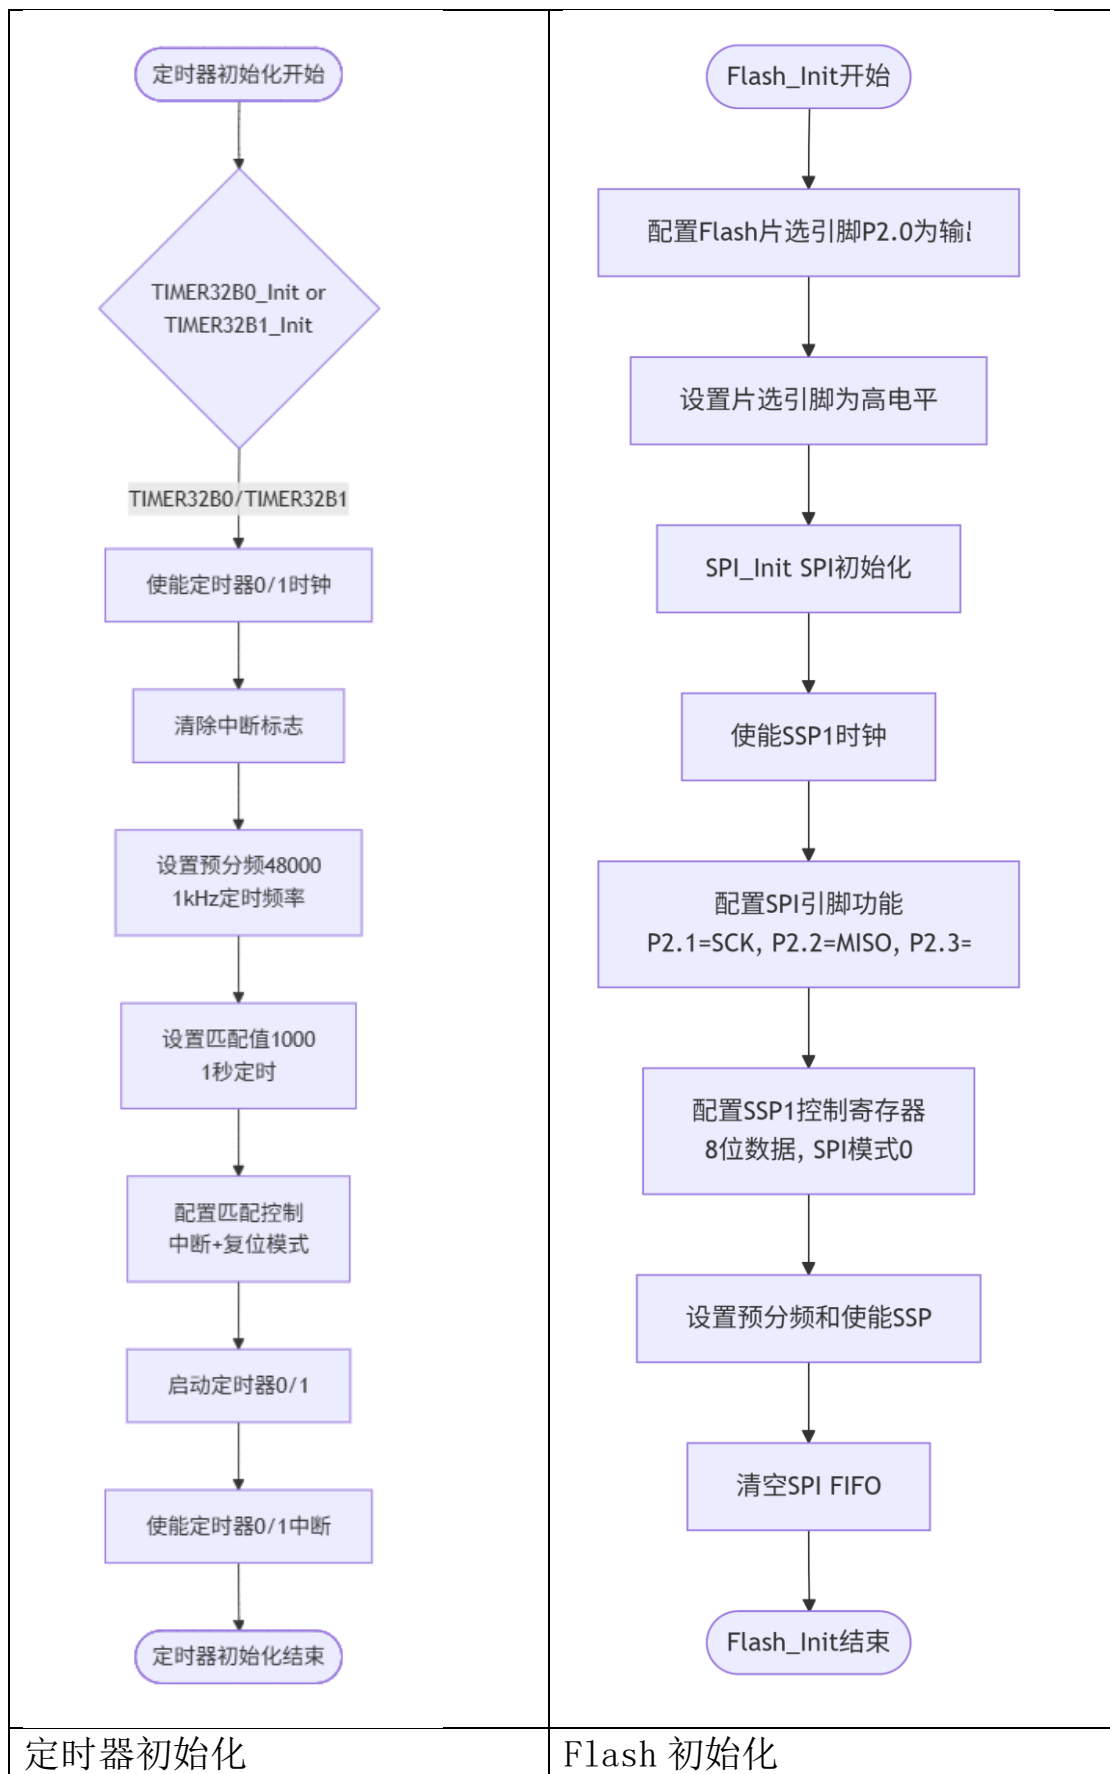 定时器初始化开始
TIMER32B0_Init or
TIMER32B1_Init
TIMER32B0/TIMER32B1
使能定时器0/1时钟
清除中断标志
设置预分频48000
1kHz定时频率
设置匹配值1000
1秒定时
配置匹配控制
中断+复位模式
启动定时器0/1
使能定时器0/1中断
定时器初始化结束
定时器初始化
Flash_Init开始
配置Flash片选引脚P2.0为输
设置片选引脚为高电平
SPI_Init SPI初始化
使能SSP1时钟
配置SPI引脚功能
P2.1=SCK, P2.2=MISO, P2.3=
配置SSP1控制寄存器
8位数据, SPI模式0
设置预分频和使能SSP
清空SPI FIFO
Flash_Init结束
Flash 初始化